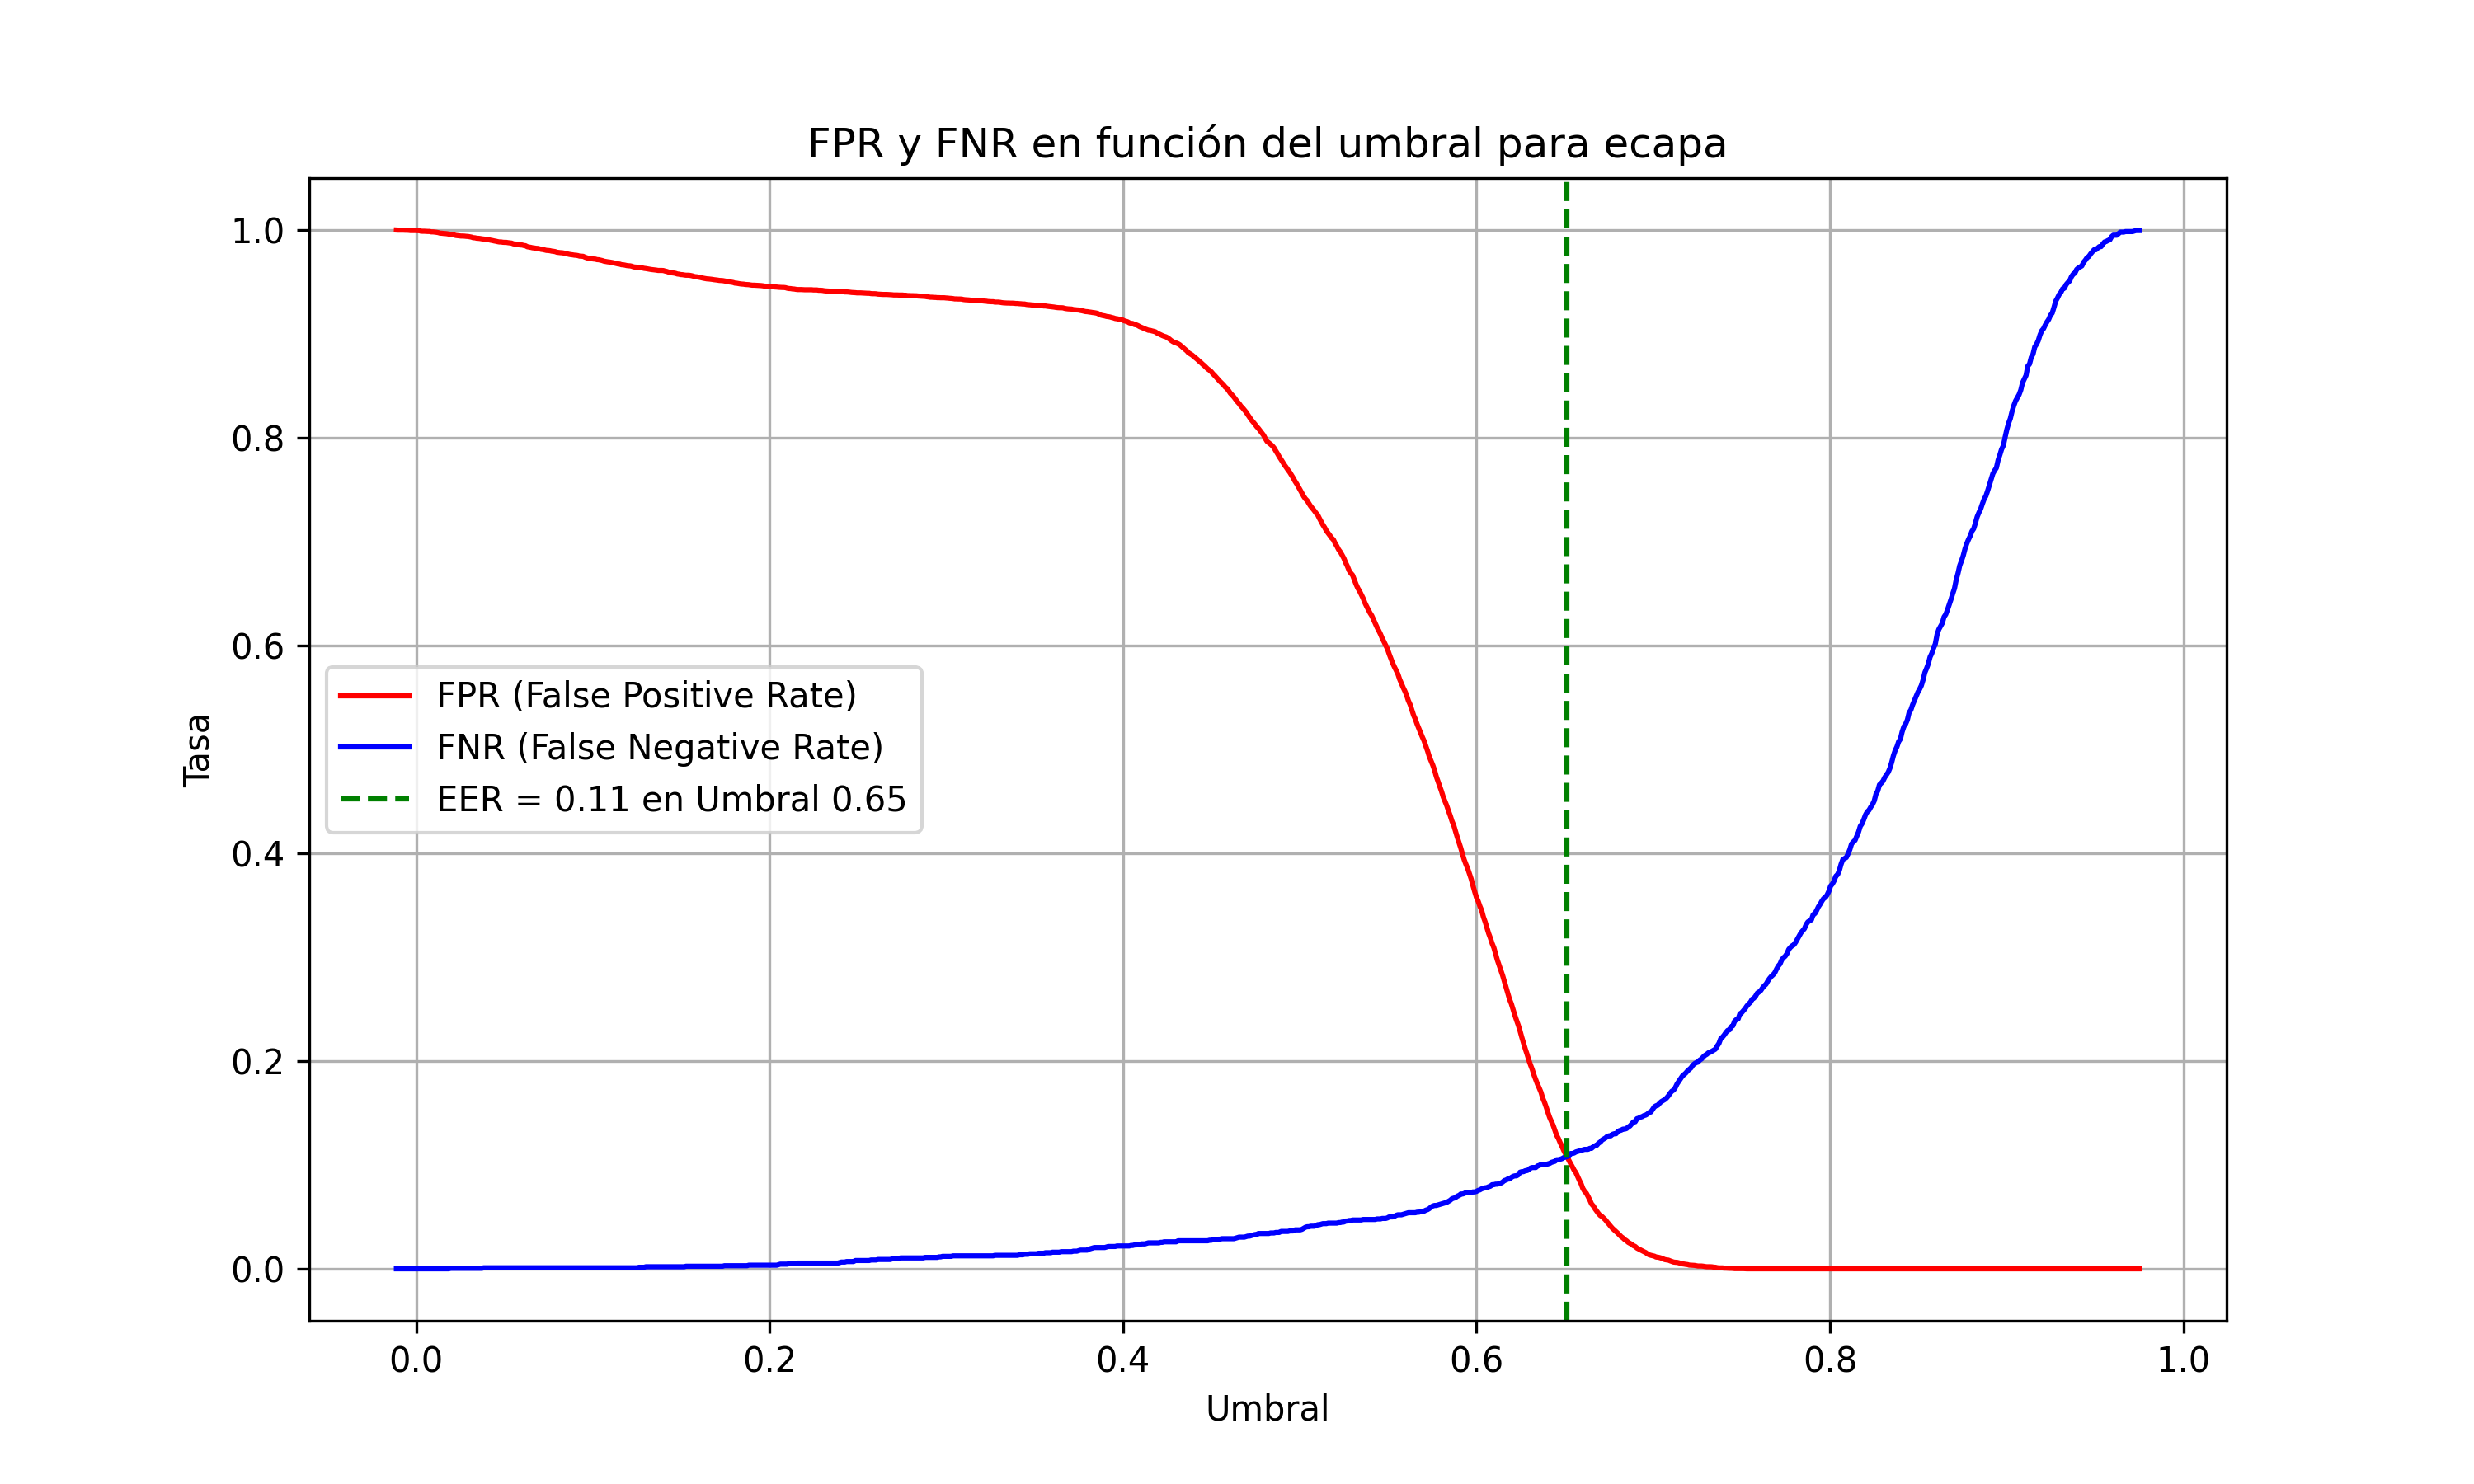 FPR y FNR en función del umbral para ecapa
1.0
0.8
0.6
0.4
0.2
0.0
Tasa
FPR (False Positive Rate)
FNR (False Negative Rate)
EER = 0.11 en Umbral 0.65
0.0 0.2 0.4 0.6 0.8 1.0
Umbral